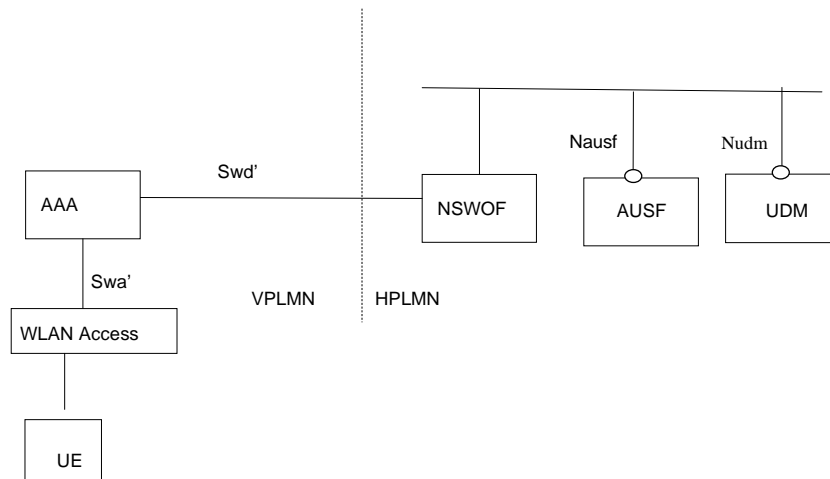 Nausf
Nudm
Swd’
AAA
NSWOF
AUSF
UDM
Swa’
VPLMN
HPLMN
WLAN Access
UE